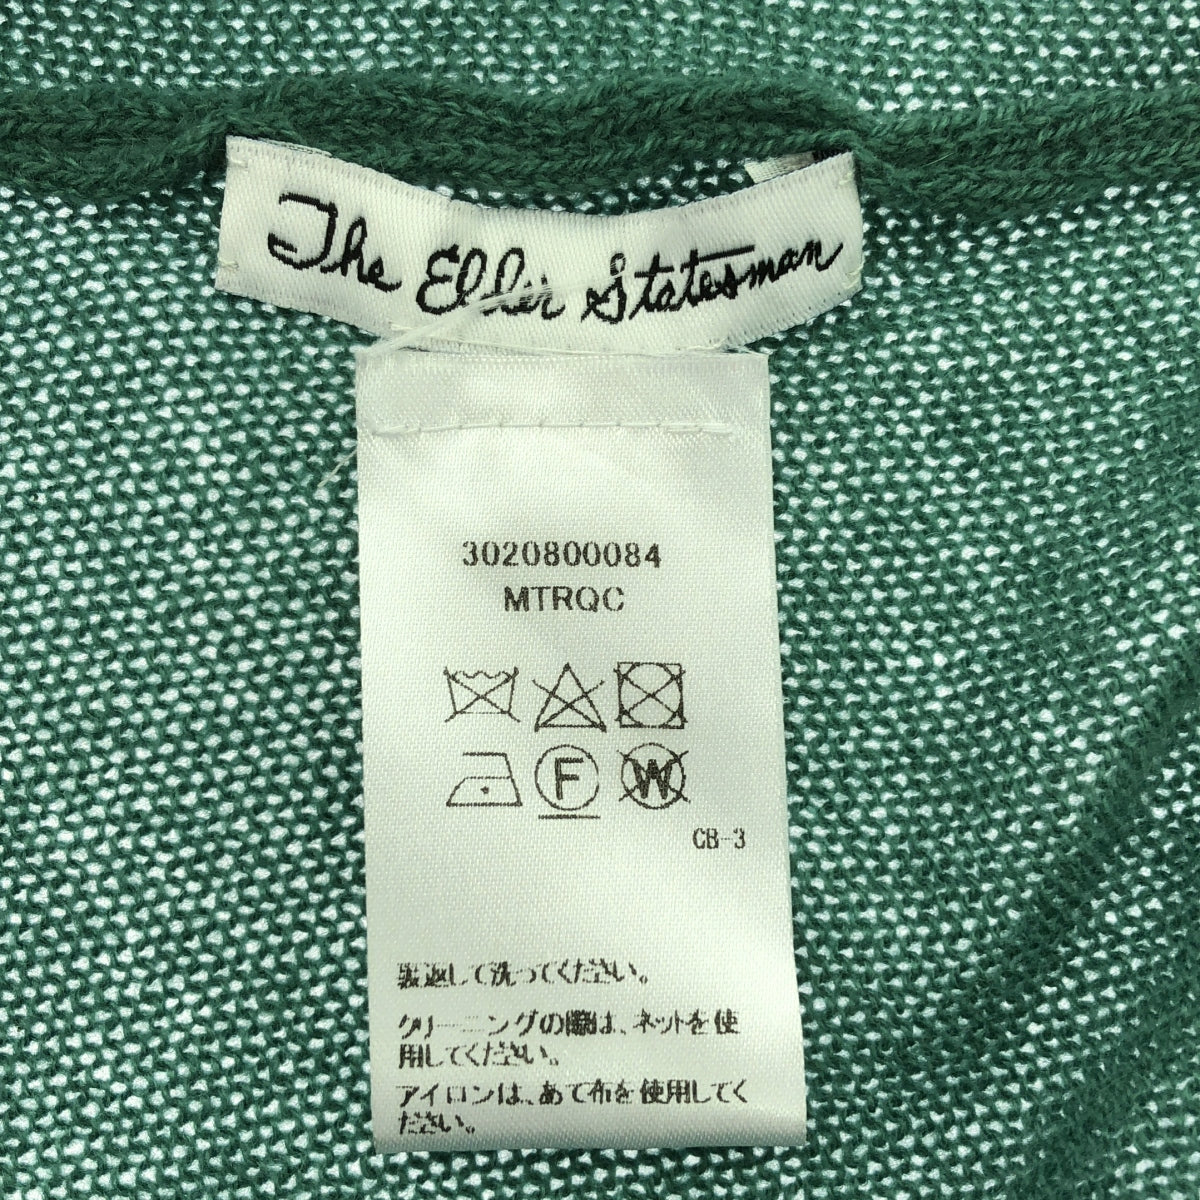 The Elder Statesman
3020800084
MTRQC
F W
CB-3
裏返して洗ってください。
クリーニングの際は、ネットを使
用してください。
アイロンは、あて布を使用してく
ださい。